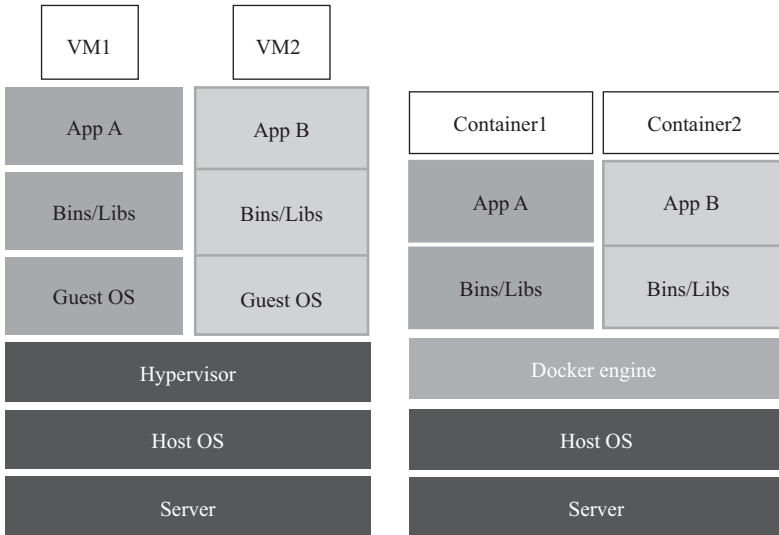 VM1
VM2
App A
App B
Bins/Libs
Bins/Libs
Guest OS
Guest OS
Hypervisor
Host OS
Server
Container1
Container2
App A
App B
Bins/Libs
Bins/Libs
Docker engine
Host OS
Server